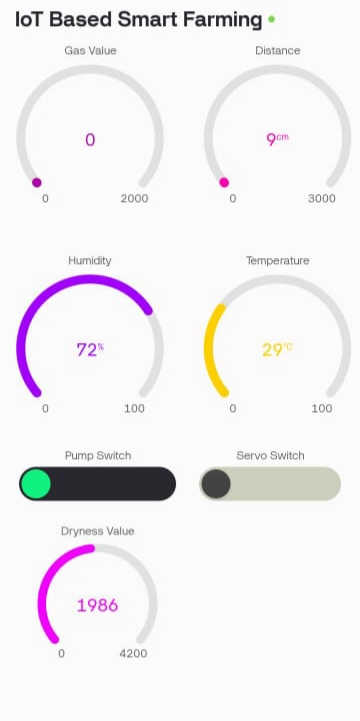 IoT Based Smart Farming
Gas Value
Distance
0
9cm
0
2000
0
3000
Humidity
Temperature
72%
29°C
0
100
0
100
Pump Switch
Servo Switch
Dryness Value
1986
0
4200